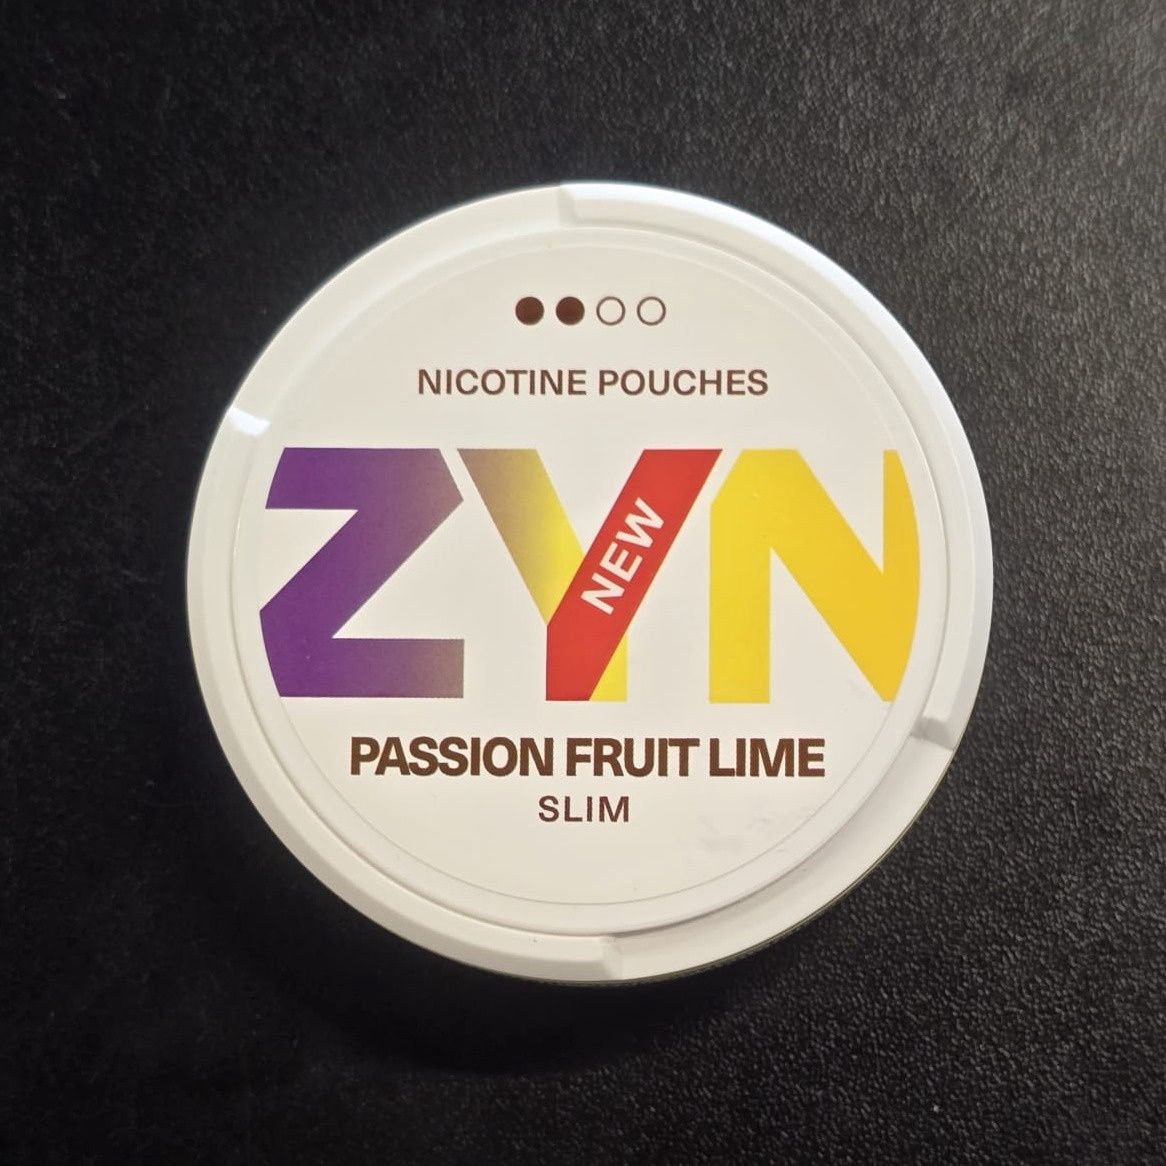 NICOTINE POUCHES
ZYN
NEW
PASSION FRUIT LIME
SLIM